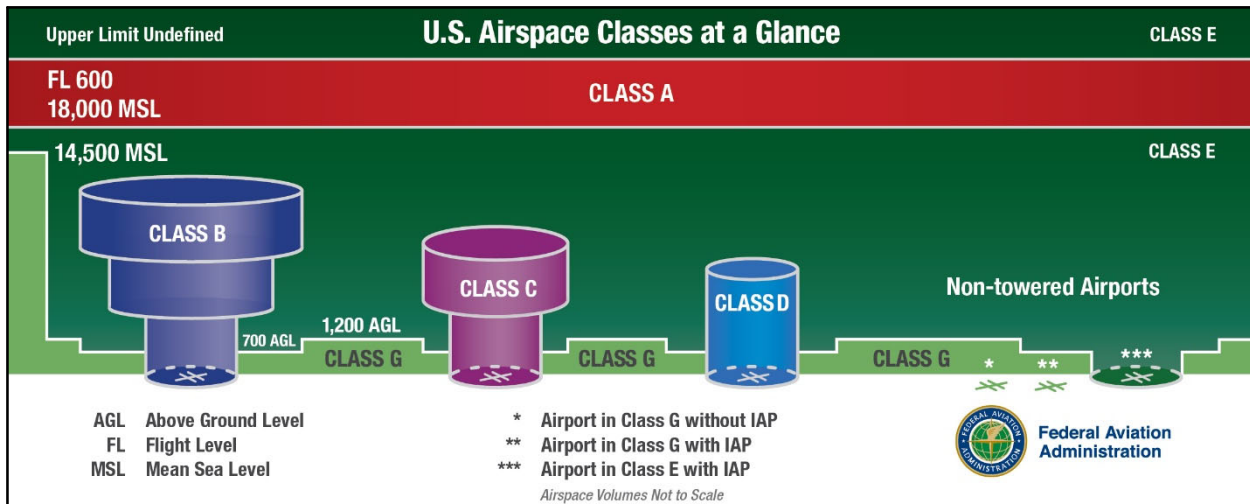 U.S. Airspace Classes at a Glance
Upper Limit Undefined
CLASS E
FL 600
18,000 MSL
CLASS A
14,500 MSL
CLASS E
CLASS B
CLASS C
CLASS D
Non-towered Airports
700 AGL
1,200 AGL
CLASS G
CLASS G
CLASS G
*
**
***
AGL Above Ground Level
FL Flight Level
MSL Mean Sea Level
* Airport in Class G without IAP
** Airport in Class G with IAP
*** Airport in Class E with IAP
Airspace Volumes Not to Scale
FEDERAL AVIATION
ADMINISTRATION
Federal Aviation
Administration